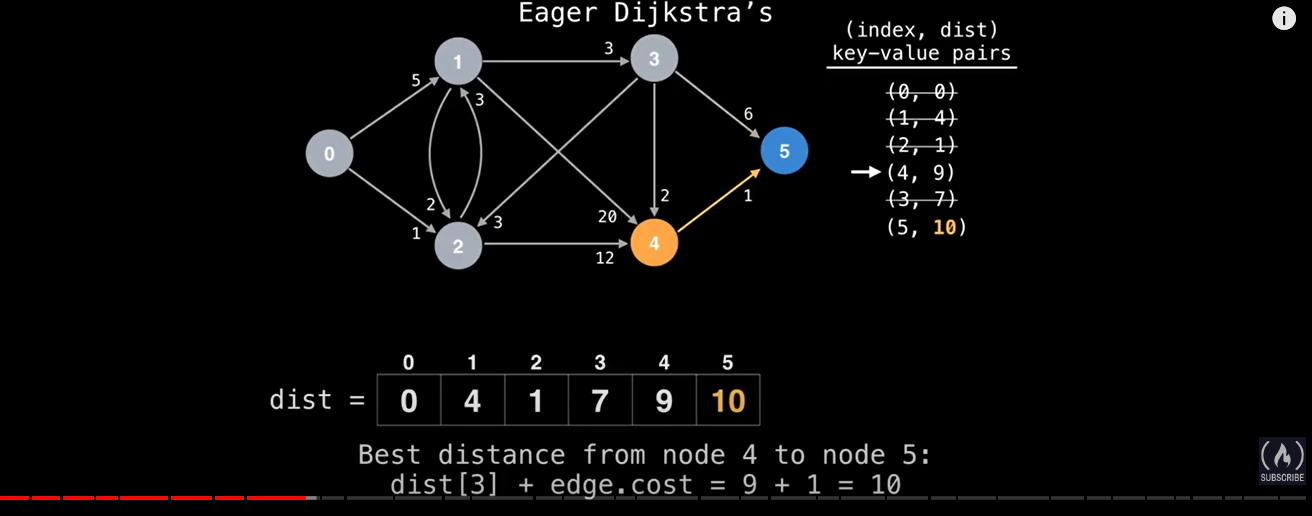 Eager Dijkstra's
(index, dist)
key-value pairs
(0, 0)
(1, 4)
(2, 1)
(4, 9)
(3, 7)
(5, 10)
1
3
3
5
3
6
0
5
2
2
1
3
20
1
2
12
4
0 1 2 3 4 5
dist = 0 4 1 7 9 10
Best distance from node 4 to node 5:
dist[3] + edge.cost = 9 + 1 = 10
i
SUBSCRIBE